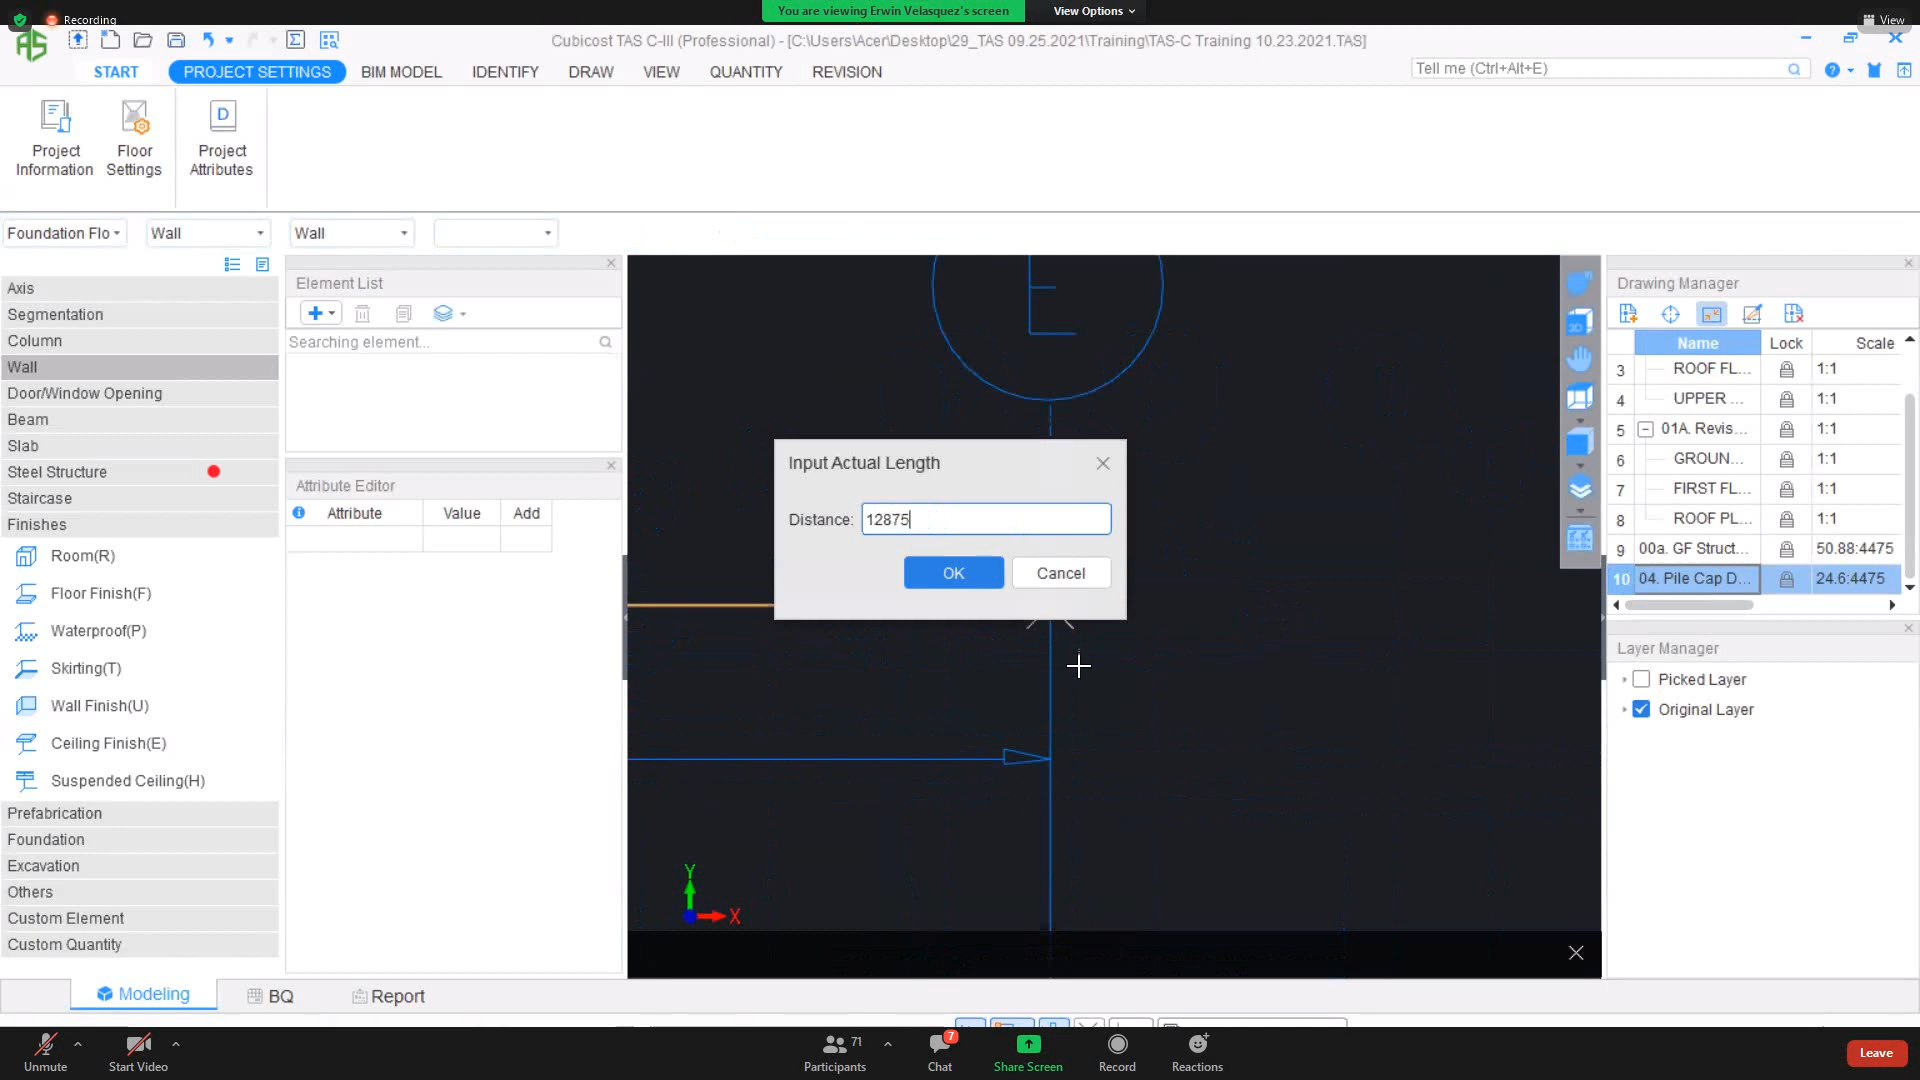 Recording
You are viewing Erwin Velasquez's screen
View Options
View
Cubicost TAS C-III (Professional) - [C:\Users\Acer\Desktop\29_TAS 09.25.2021\Training\TAS-C Training 10.23.2021.TAS]
START
PROJECT SETTINGS
BIM MODEL
IDENTIFY
DRAW
VIEW
QUANTITY
REVISION
Tell me (Ctrl+Alt+E)
Project Information
Floor Settings
Project Attributes
Foundation Flo
Wall
Wall
Axis
Segmentation
Column
Wall
Door/Window Opening
Beam
Slab
Steel Structure
Staircase
Finishes
Room(R)
Floor Finish(F)
Waterproof(P)
Skirting(T)
Wall Finish(U)
Ceiling Finish(E)
Suspended Ceiling(H)
Prefabrication
Foundation
Excavation
Others
Custom Element
Custom Quantity
Element List
Searching element...
Attribute Editor
Attribute Value Add
E
Input Actual Length
Distance: 12875
OK
Cancel
Y
X
3D
Drawing Manager
Name Lock Scale
3 ROOF FL... 1:1
4 UPPER ... 1:1
5 01A. Revis... 1:1
6 GROUN... 1:1
7 FIRST FL... 1:1
8 ROOF PL... 1:1
9 00a. GF Struct... 50.88:4475
10 04. Pile Cap D... 24.6:4475
Layer Manager
Picked Layer
Original Layer
Modeling
BQ
Report
Unmute
Start Video
71
Participants
7
Chat
Share Screen
Record
Reactions
Leave